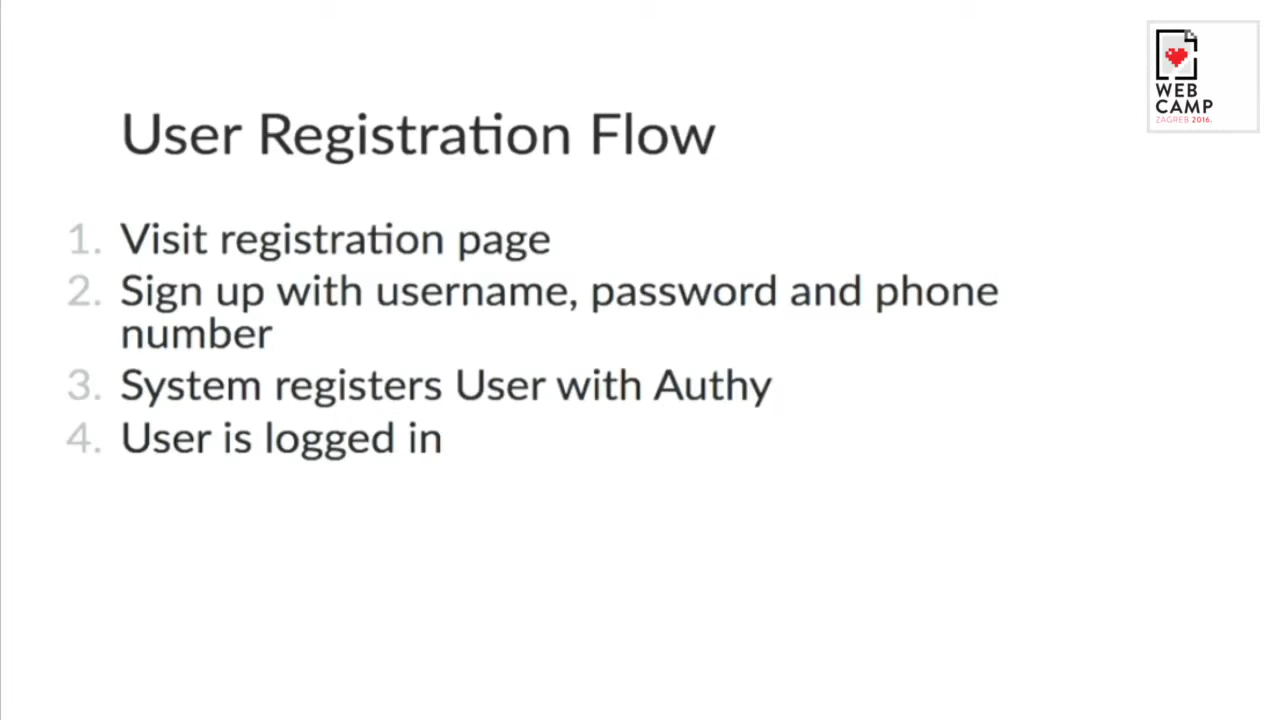 User Registration Flow
1. Visit registration page
2. Sign up with username, password and phone
number
3. System registers User with Authy
4. User is logged in
WEB
CAMP
ZAGREB 2016.